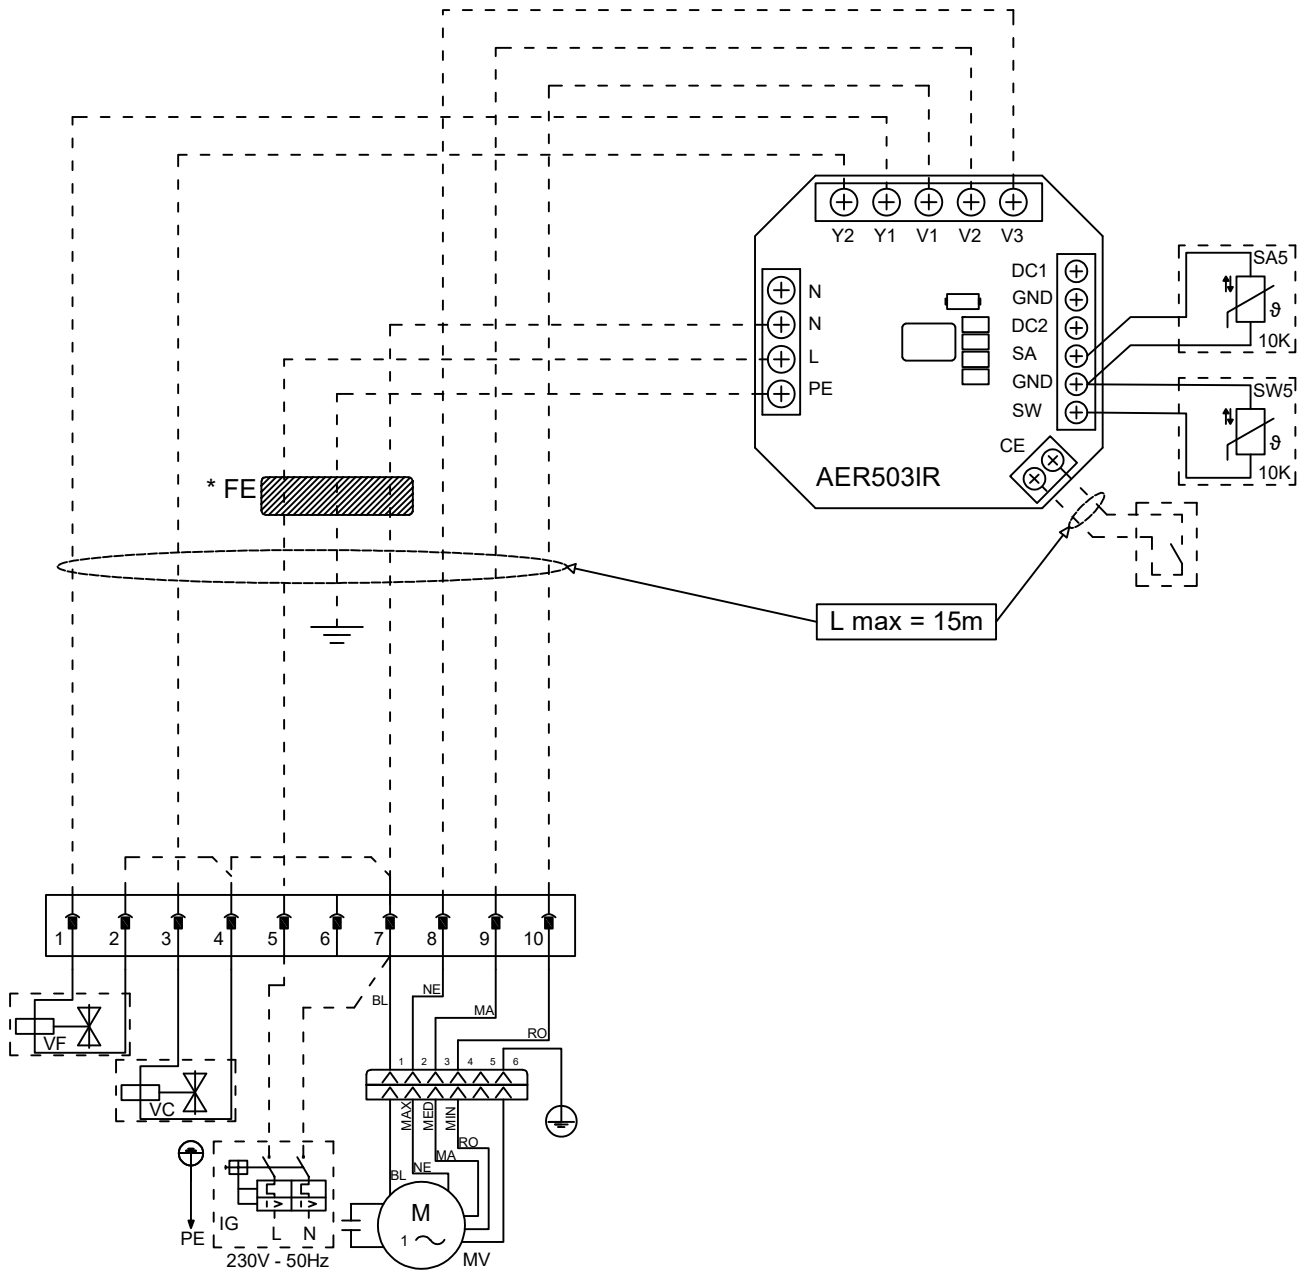 Y2 Y1 V1 V2 V3
N
N
L
PE
DC1
GND
DC2
SA
GND
SW
CE
AER503IR
SA5
ϑ
10K
SW5
ϑ
10K
* FE
L max = 15m
1 2 3 4 5 6 7 8 9 10
BL
NE
MA
RO
VF
VC
1 2 3 4 5 6
MAX MED MIN
RO
MA
NE
BL
PE
IG
L N
230V - 50Hz
M
1
MV